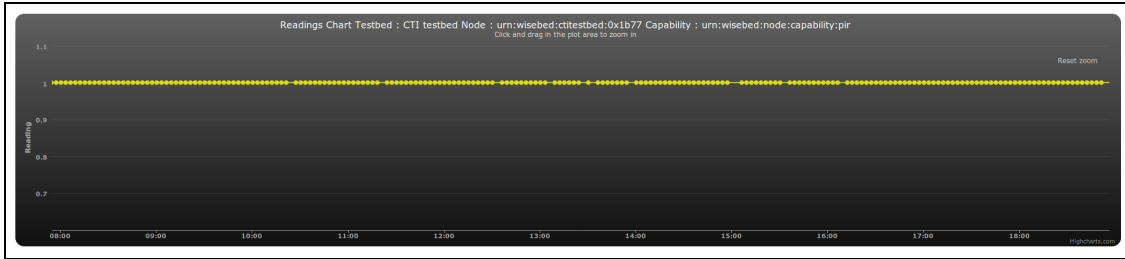 Readings Chart Testbed : CTI testbed Node : urn:wisebed:ctitestbed:0x1b77 Capability : urn:wisebed:node:capability:pir
Click and drag in the plot area to zoom in
Reset zoom
1.1
1
0.9
0.8
0.7
Reading
08:00 09:00 10:00 11:00 12:00 13:00 14:00 15:00 16:00 17:00 18:00
Highcharts.com